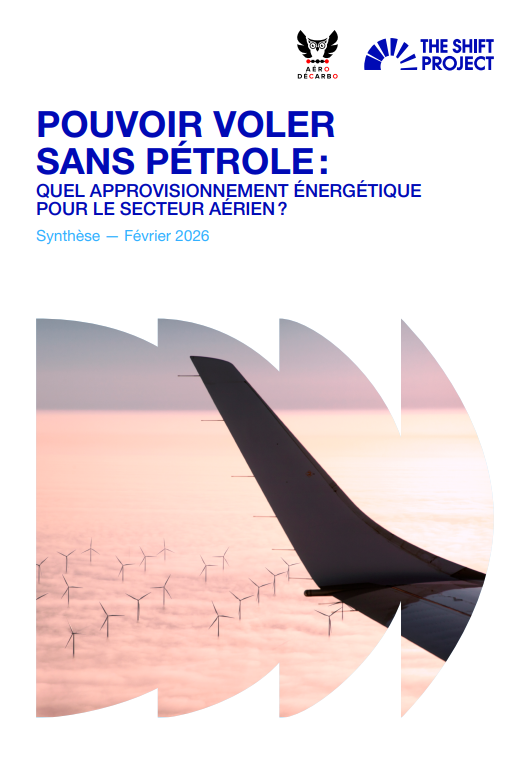 AÉRO
DÉCARBO
THE SHIFT
PROJECT
POUVOIR VOLER
SANS PÉTROLE :
QUEL APPROVISIONNEMENT ÉNERGÉTIQUE
POUR LE SECTEUR AÉRIEN ?
Synthèse — Février 2026